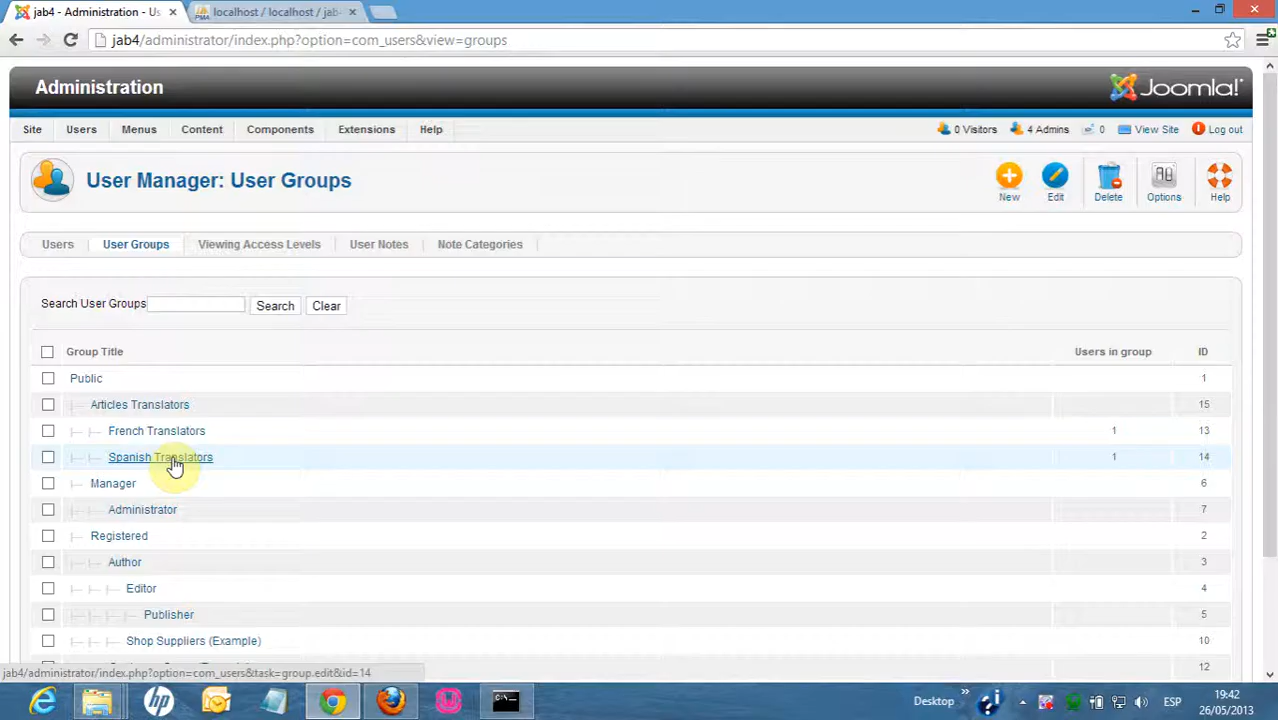 jab4 - Administration - Us
localhost / localhost / jab
PMA
jab4/administrator/index.php?option=com_users&view=groups
Administration
Joomla!
Site Users Menus Content Components Extensions Help
0 Visitors 4 Admins 0 View Site Log out
User Manager: User Groups
New Edit Delete Options Help
Users User Groups Viewing Access Levels User Notes Note Categories
Search User Groups Search Clear
Group Title Users in group ID
Public 1
Articles Translators 15
French Translators 1 13
Spanish Translators 1 14
Manager 6
Administrator 7
Registered 2
Author 3
Editor 4
Publisher 5
Shop Suppliers (Example) 10
12
jab4/administrator/index.php?option=com_users&task=group.edit&id=14
Desktop ESP
19:42
26/05/2013